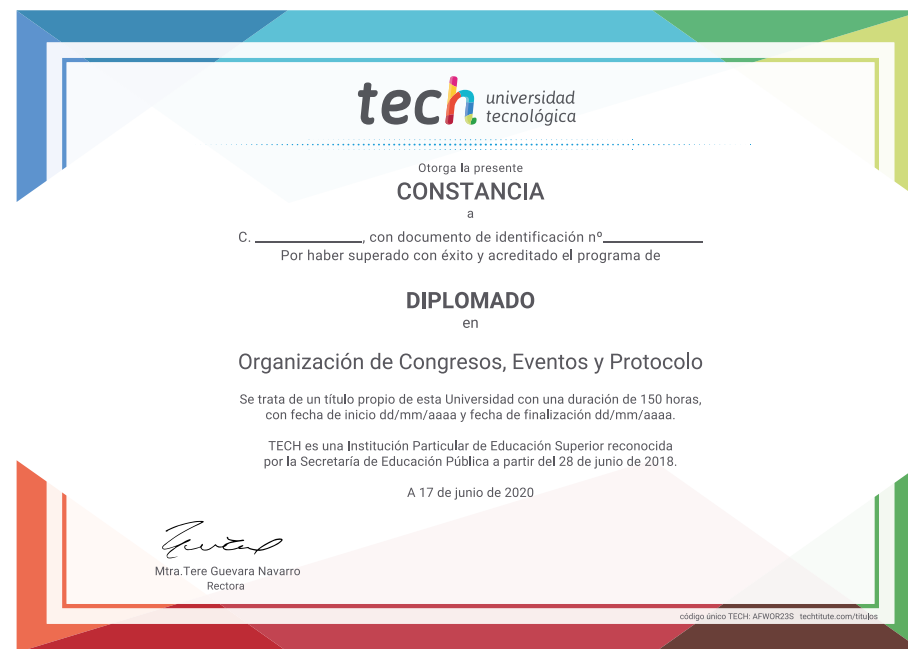 tech universidad
tecnológica
Otorga la presente
CONSTANCIA
a
C. ____________, con documento de identificación nº____________
Por haber superado con éxito y acreditado el programa de
DIPLOMADO
en
Organización de Congresos, Eventos y Protocolo
Se trata de un título propio de esta Universidad con una duración de 150 horas,
con fecha de inicio dd/mm/aaaa y fecha de finalización dd/mm/aaaa.
TECH es una Institución Particular de Educación Superior reconocida
por la Secretaría de Educación Pública a partir del 28 de junio de 2018.
A 17 de junio de 2020
Mtra.Tere Guevara Navarro
Rectora
código único TECH: AFWOR23S techtitute.com/titulos